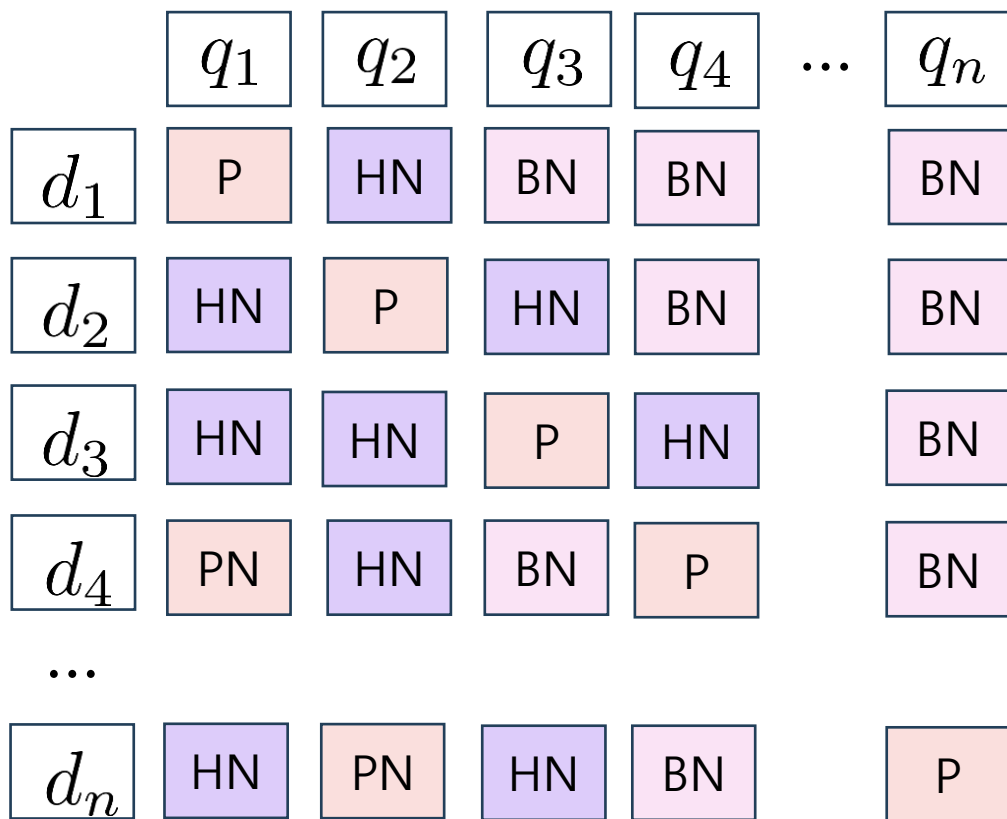 q₁ q₂ q₃ q₄ ... qₙ
d₁ P HN BN BN BN
d₂ HN P HN BN BN
d₃ HN HN P HN BN
d₄ PN HN BN P BN
...
dₙ HN PN HN BN P